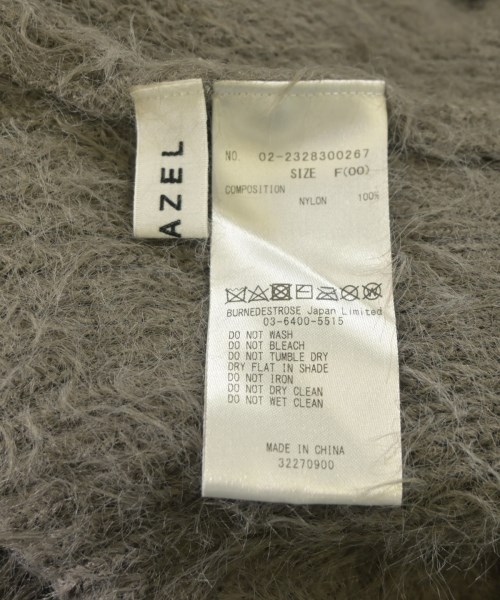 AZEL
NO. 02-2328300267
SIZE F(00)
COMPOSITION
NYLON 100%
BURNEDESTROSE Japan Limited
03-6400-5515
DO NOT WASH
DO NOT BLEACH
DO NOT TUMBLE DRY
DRY FLAT IN SHADE
DO NOT IRON
DO NOT DRY CLEAN
DO NOT WET CLEAN
MADE IN CHINA
32270900